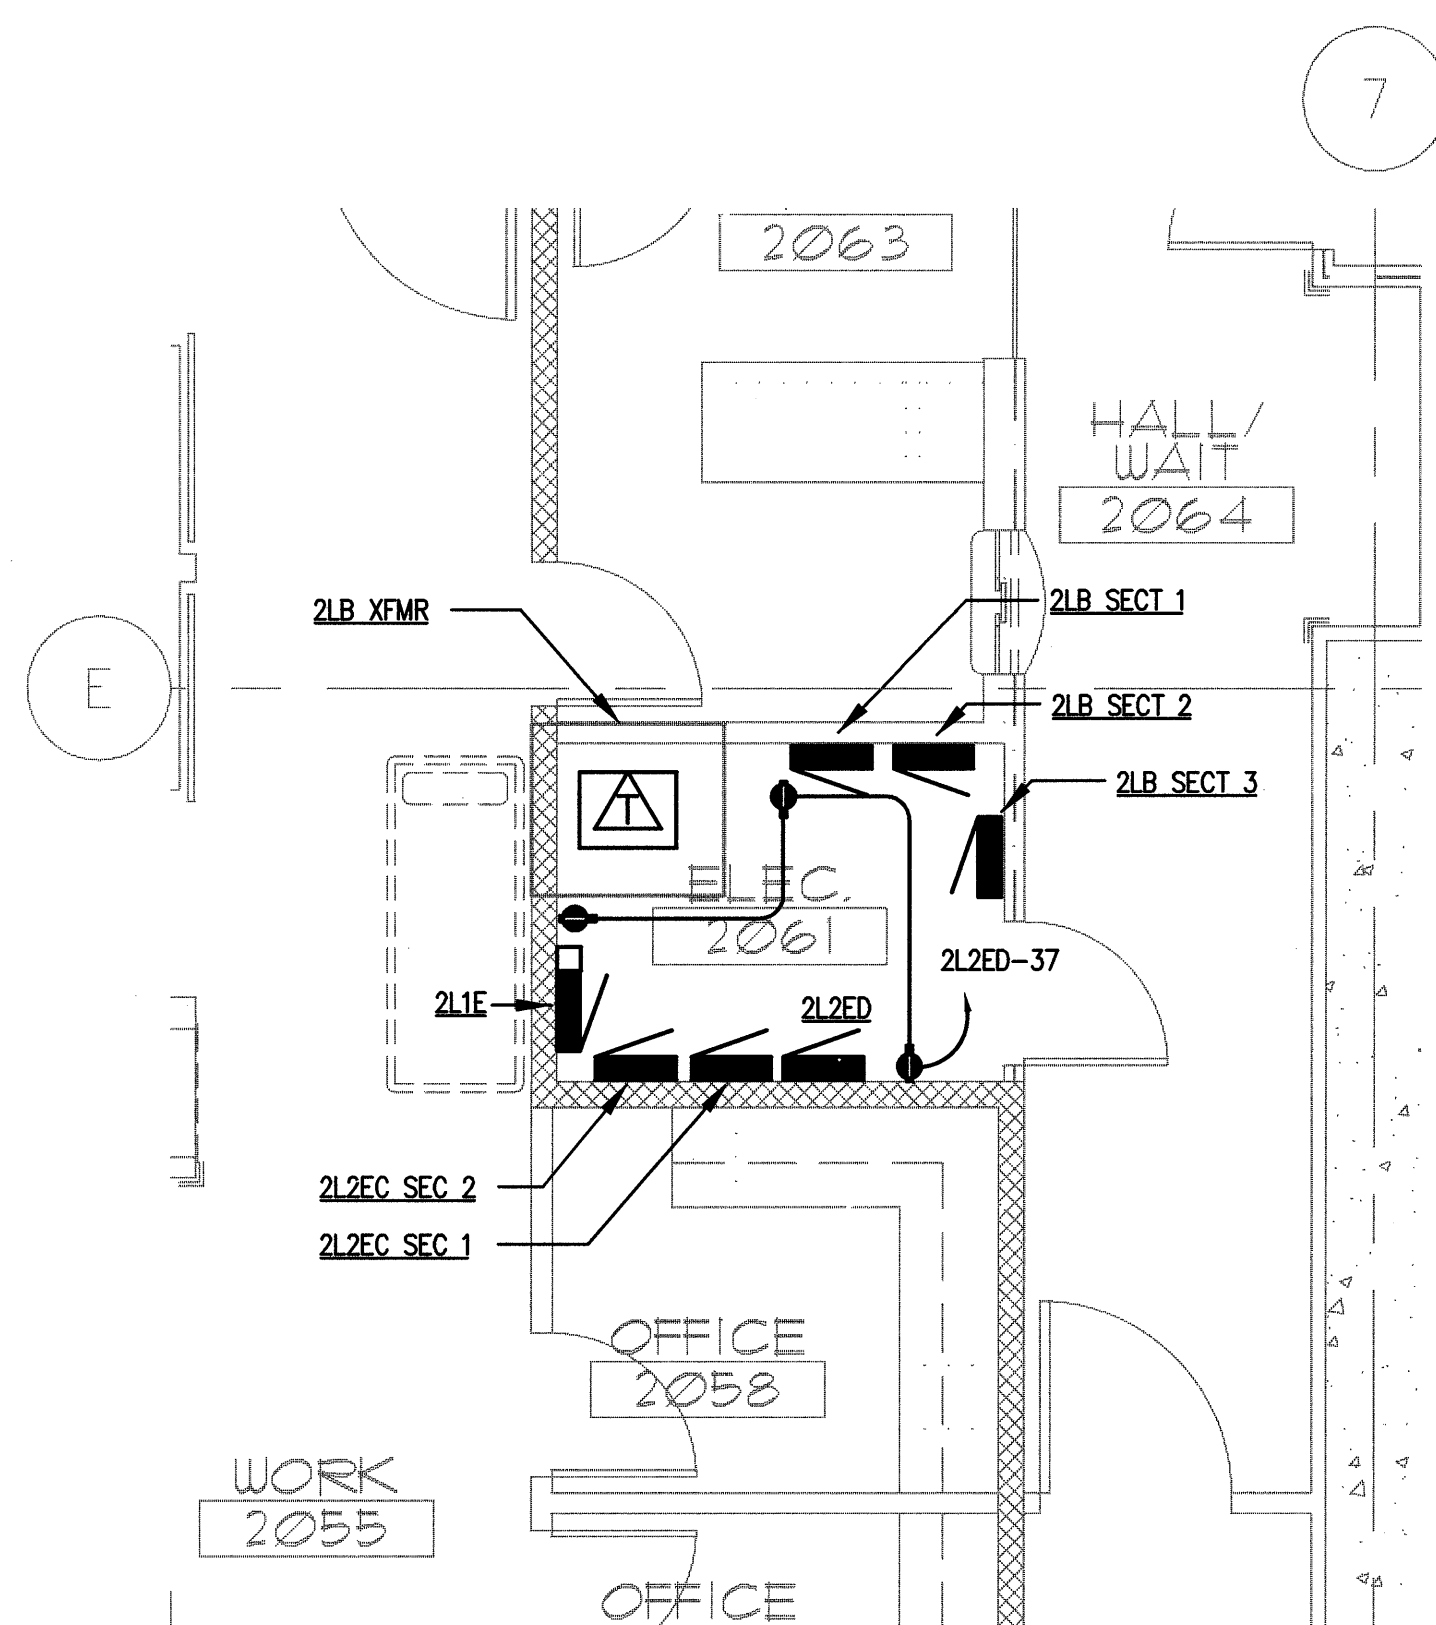 7
2063
HALL/
WAIT
2064
2LB XFMR
2LB SECT 1
E
2LB SECT 2
2LB SECT 3
T
ELEC.
2061
2L2ED-37
2L1E
2L2ED
2L2EC SEC 2
2L2EC SEC 1
OFFICE
2058
WORK
2055
OFFICE